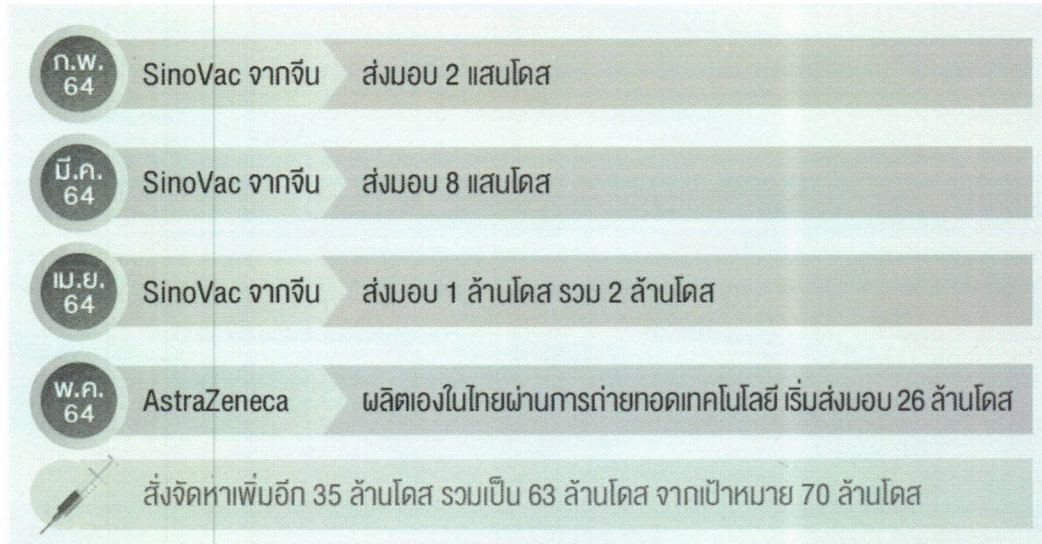 ก.พ.
64
SinoVac จากจีน ส่งมอบ 2 แสนโดส
มี.ค.
64
SinoVac จากจีน ส่งมอบ 8 แสนโดส
เม.ย.
64
SinoVac จากจีน ส่งมอบ 1 ล้านโดส รวม 2 ล้านโดส
พ.ค.
64
AstraZeneca ผลิตเองในไทยผ่านการถ่ายทอดเทคโนโลยี เริ่มส่งมอบ 26 ล้านโดส
สั่งจัดหาเพิ่มอีก 35 ล้านโดส รวมเป็น 63 ล้านโดส จากเป้าหมาย 70 ล้านโดส